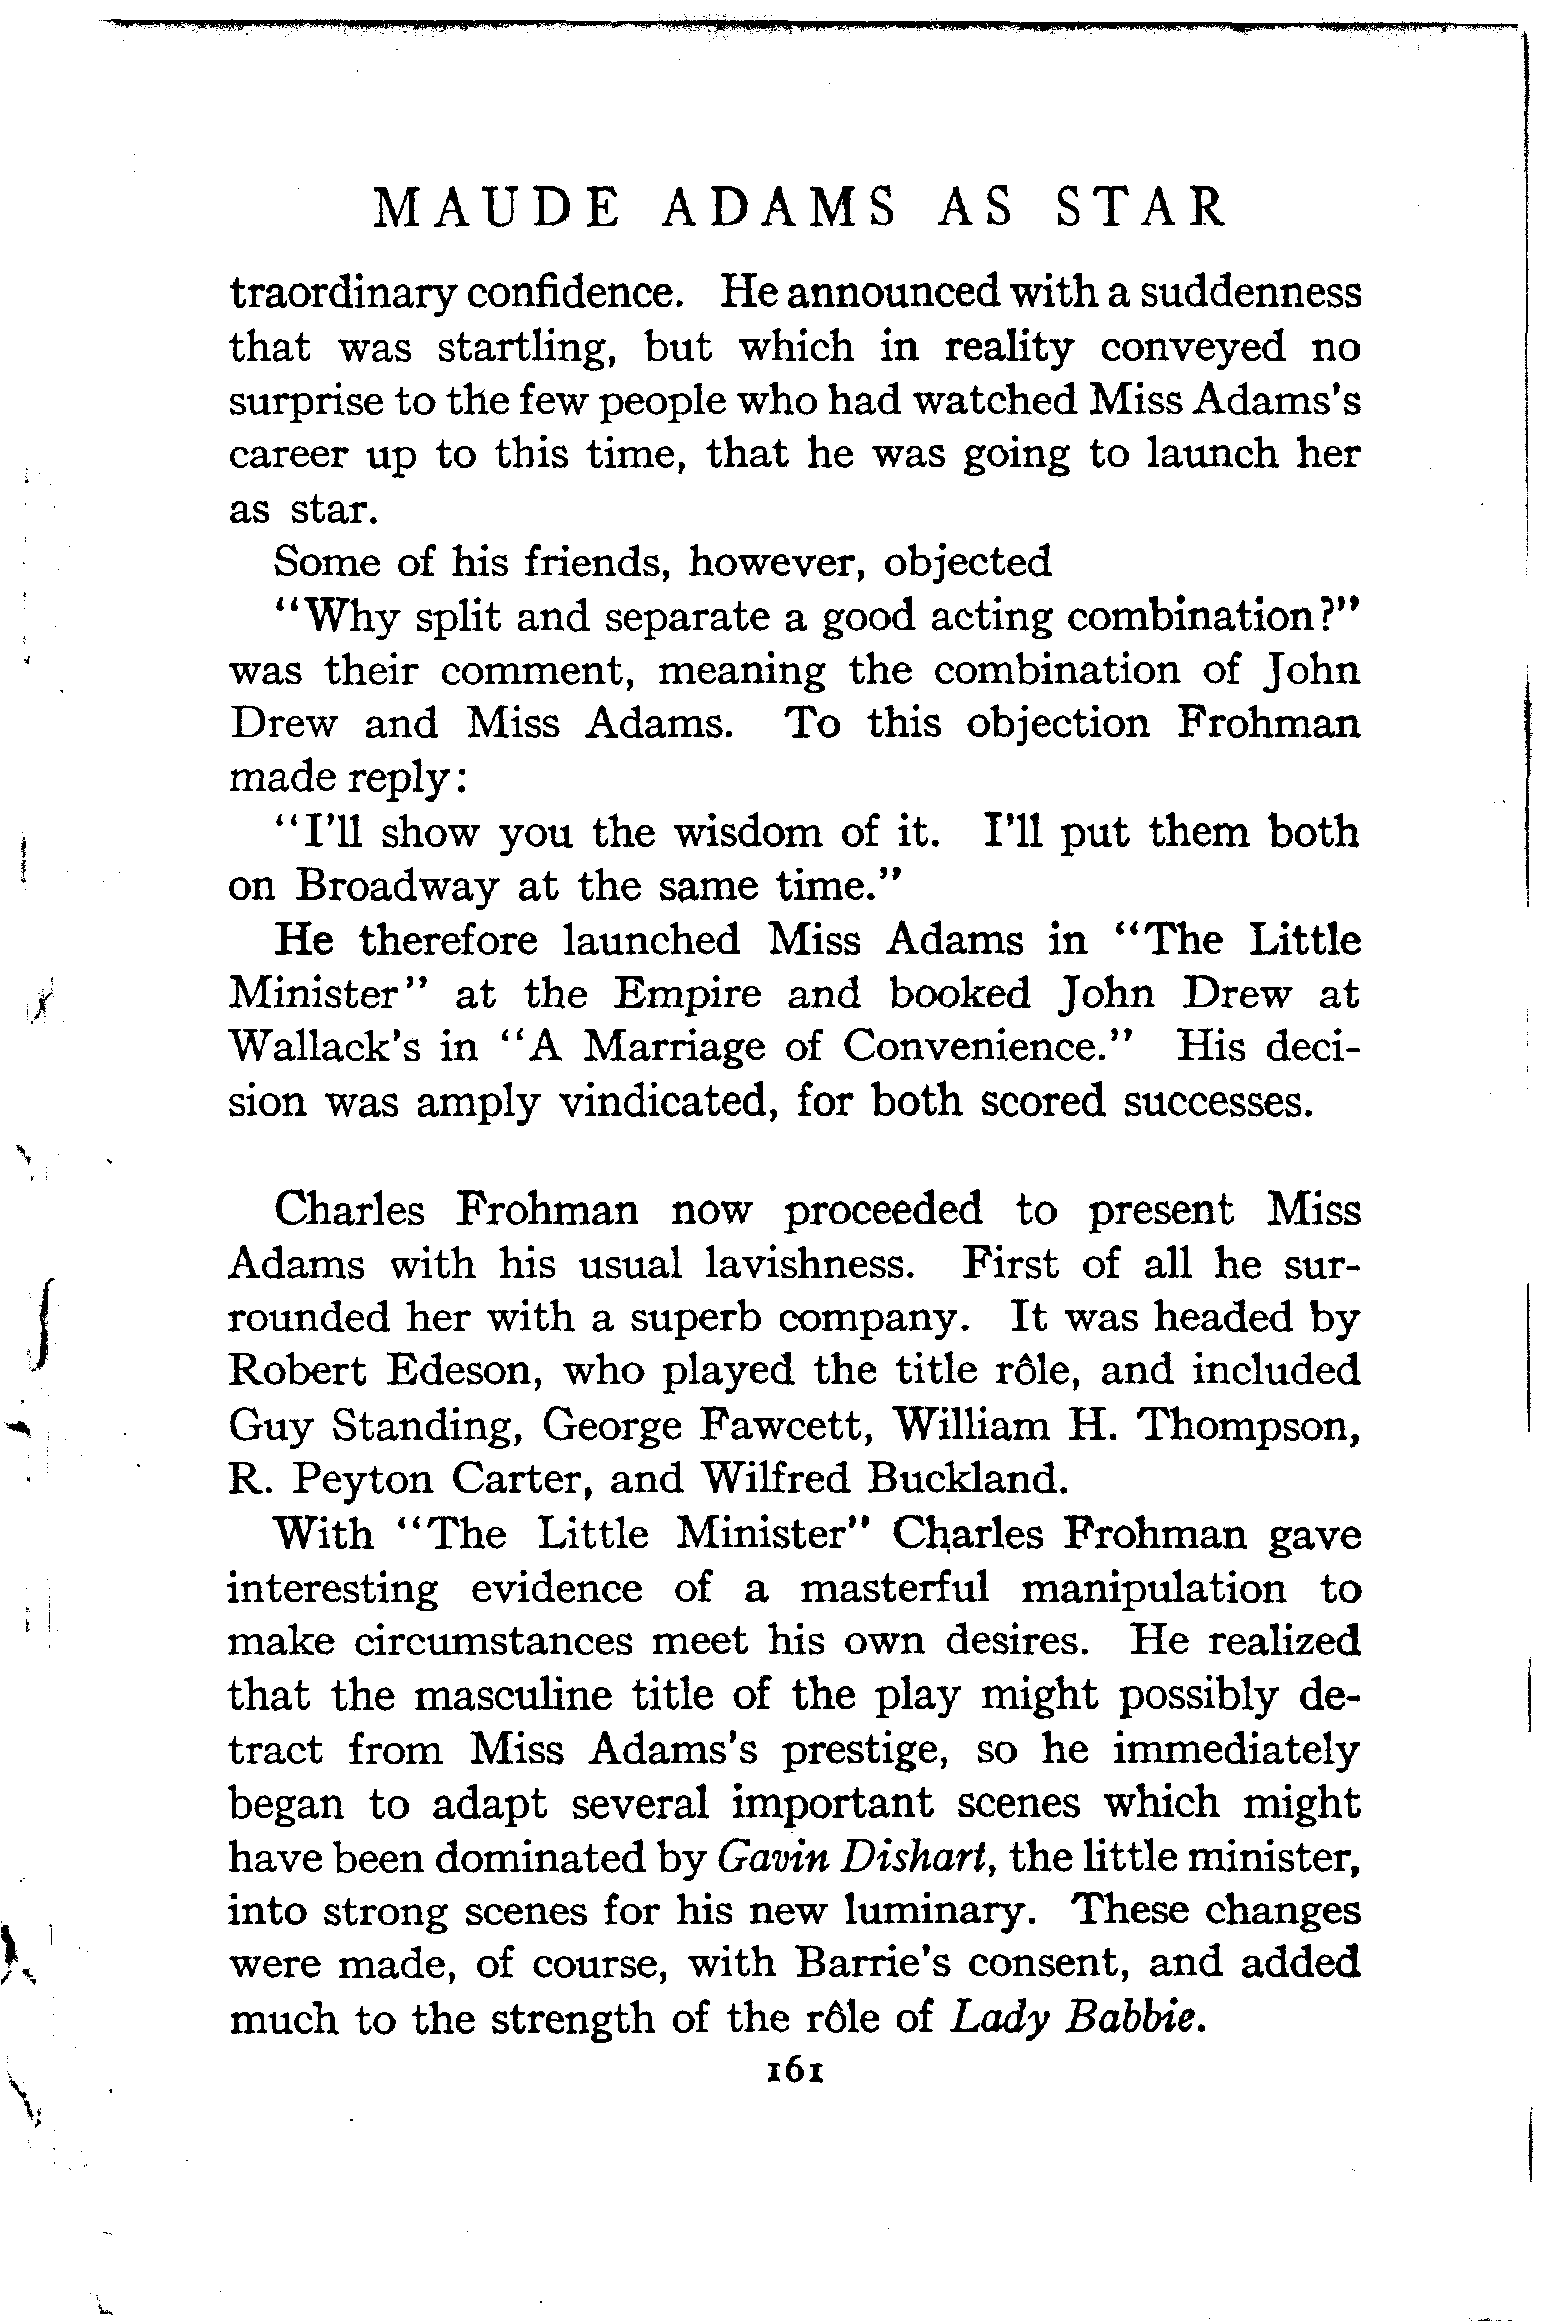 MAUDE ADAMS AS STAR
traordinary confidence. He announced with a suddenness
that was startling, but which in reality conveyed no
surprise to the few people who had watched Miss Adams's
career up to this time, that he was going to launch her
as star.
Some of his friends, however, objected
"Why split and separate a good acting combination?"
was their comment, meaning the combination of John
Drew and Miss Adams. To this objection Frohman
made reply:
"I'll show you the wisdom of it. I'll put them both
on Broadway at the same time."
He therefore launched Miss Adams in "The Little
Minister" at the Empire and booked John Drew at
Wallack's in "A Marriage of Convenience." His deci-
sion was amply vindicated, for both scored successes.
Charles Frohman now proceeded to present Miss
Adams with his usual lavishness. First of all he sur-
rounded her with a superb company. It was headed by
Robert Edeson, who played the title rôle, and included
Guy Standing, George Fawcett, William H. Thompson,
R. Peyton Carter, and Wilfred Buckland.
With "The Little Minister" Charles Frohman gave
interesting evidence of a masterful manipulation to
make circumstances meet his own desires. He realized
that the masculine title of the play might possibly de-
tract from Miss Adams's prestige, so he immediately
began to adapt several important scenes which might
have been dominated by Gavin Dishart, the little minister,
into strong scenes for his new luminary. These changes
were made, of course, with Barrie's consent, and added
much to the strength of the rôle of Lady Babbie.
161